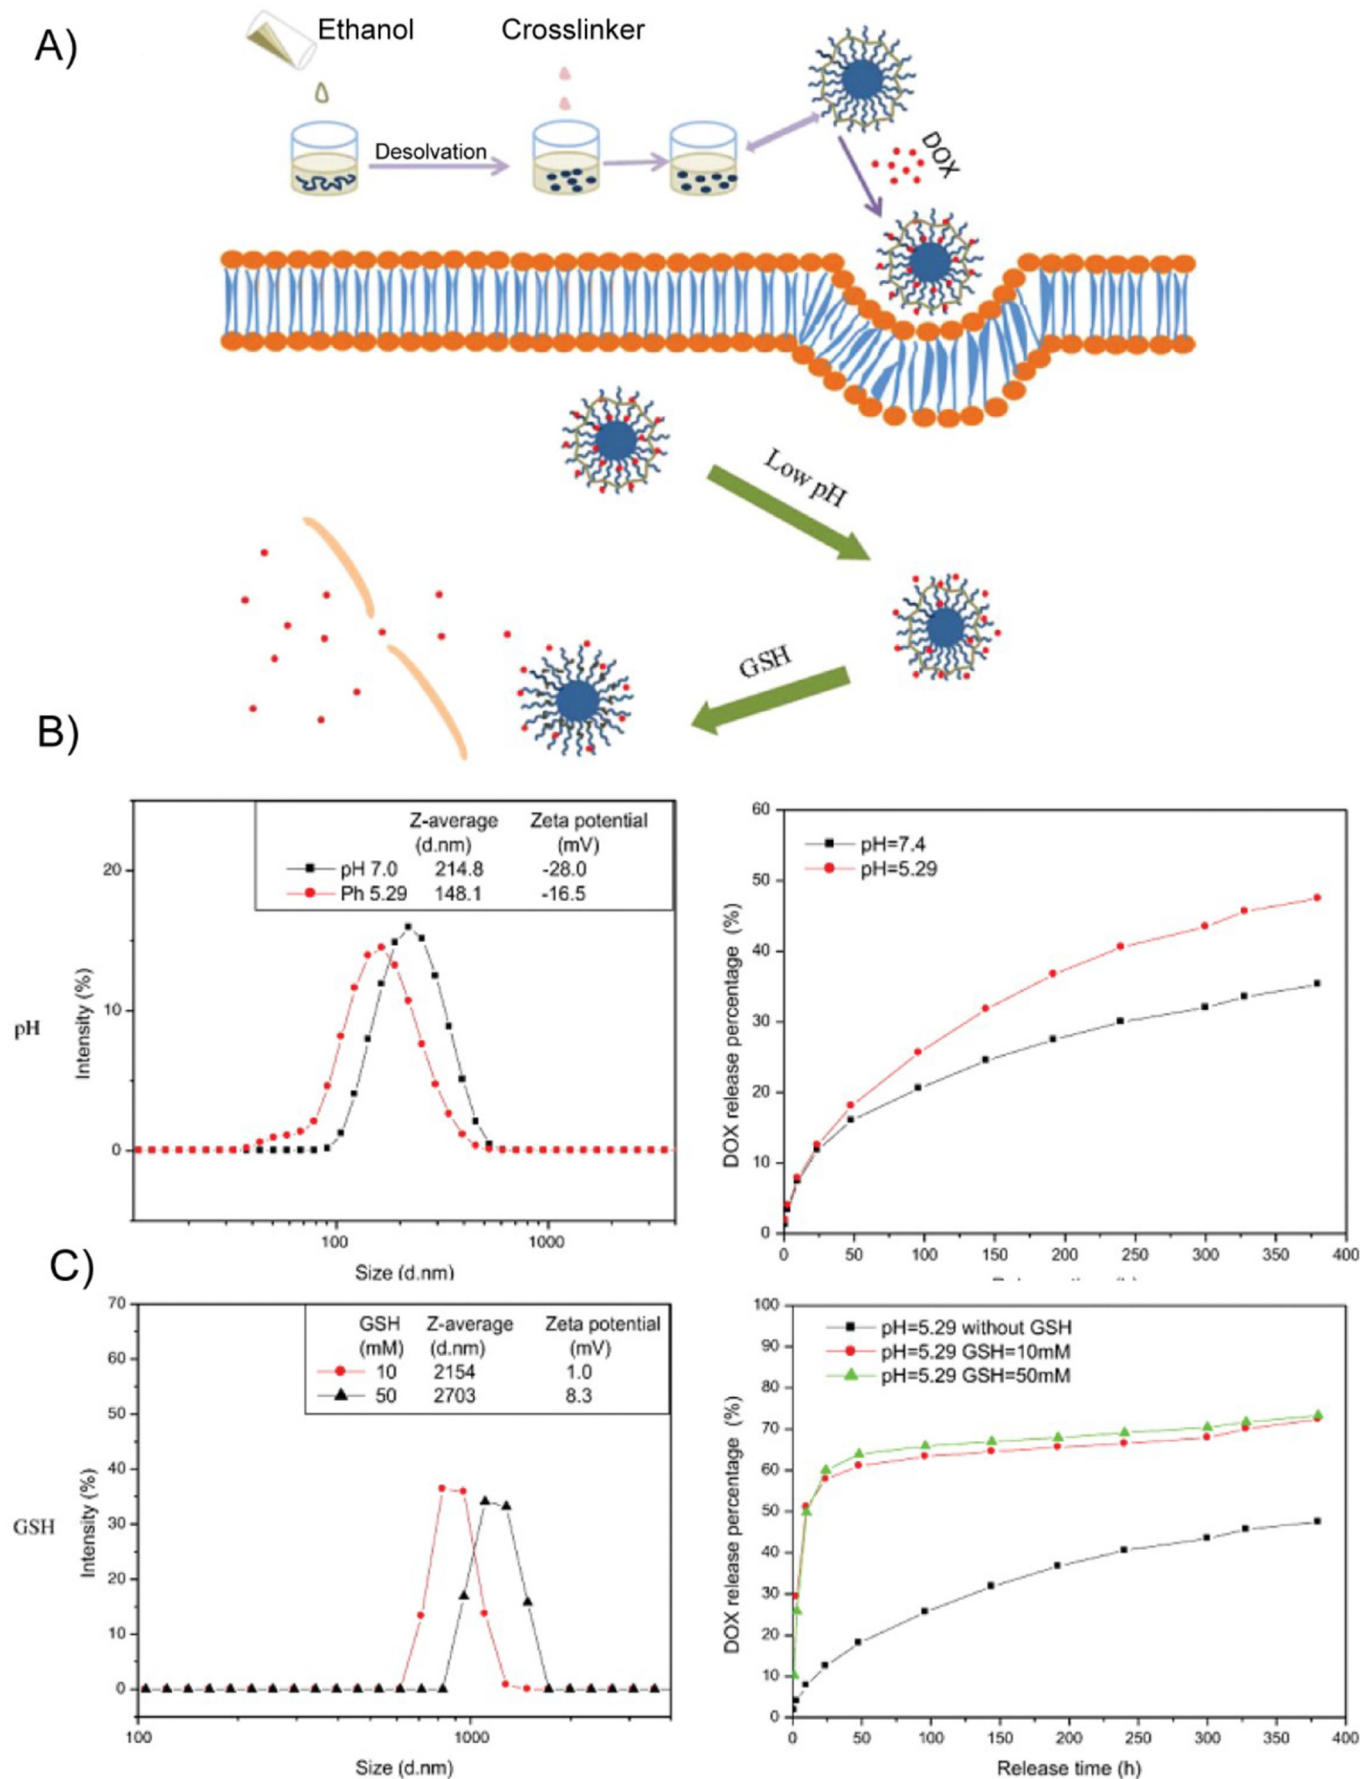 A)
Ethanol
Crosslinker
Desolvation
DOX
Low pH
GSH
B)
pH
Z-average Zeta potential
(d.nm) (mV)
pH 7.0 214.8 -28.0
Ph 5.29 148.1 -16.5
20
10
0
Intensity (%)
100 1000
Size (d.nm)
pH=7.4
pH=5.29
60
50
40
30
20
10
0
DOX release percentage (%)
0 50 100 150 200 250 300 350 400
C)
GSH
GSH Z-average Zeta potential
(mM) (d.nm) (mV)
10 2154 1.0
50 2703 8.3
70
60
50
40
30
20
10
0
Intensity (%)
100 1000
Size (d.nm)
pH=5.29 without GSH
pH=5.29 GSH=10mM
pH=5.29 GSH=50mM
100
90
80
70
60
50
40
30
20
10
0
DOX release percentage (%)
0 50 100 150 200 250 300 350 400
Release time (h)